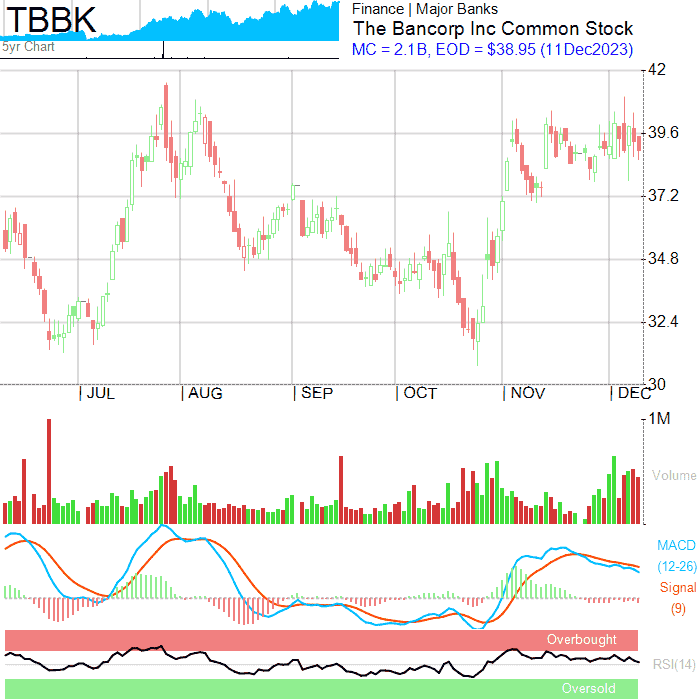 TBBK
5yr Chart
Finance | Major Banks
The Bancorp Inc Common Stock
MC = 2.1B, EOD = $38.95 (11Dec2023)
42
39.6
37.2
34.8
32.4
30
| JUL | AUG | SEP | OCT | NOV | DEC
1M
Volume
MACD
(12-26)
Signal
(9)
Overbought
RSI(14)
Oversold